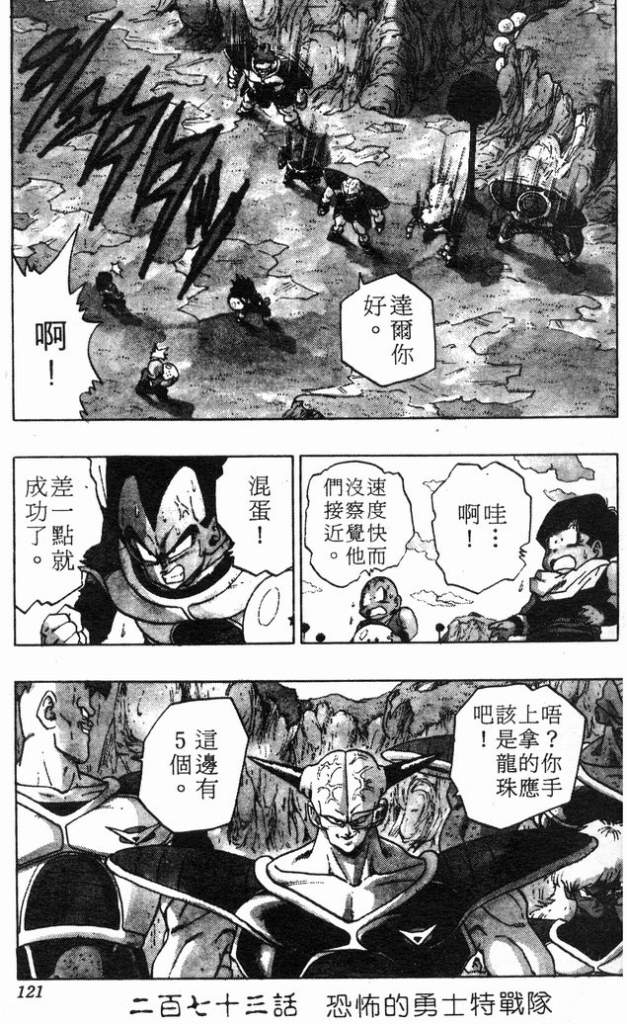 達爾你
好。
啊！
哇…
啊！
速度快而
沒察覺他
們接近。
混蛋！
差一點就
成功了。
唔？你手
上拿的應
該是龍珠
吧！
這邊有
5個。
121
二百七十三話　恐怖的勇士特戰隊